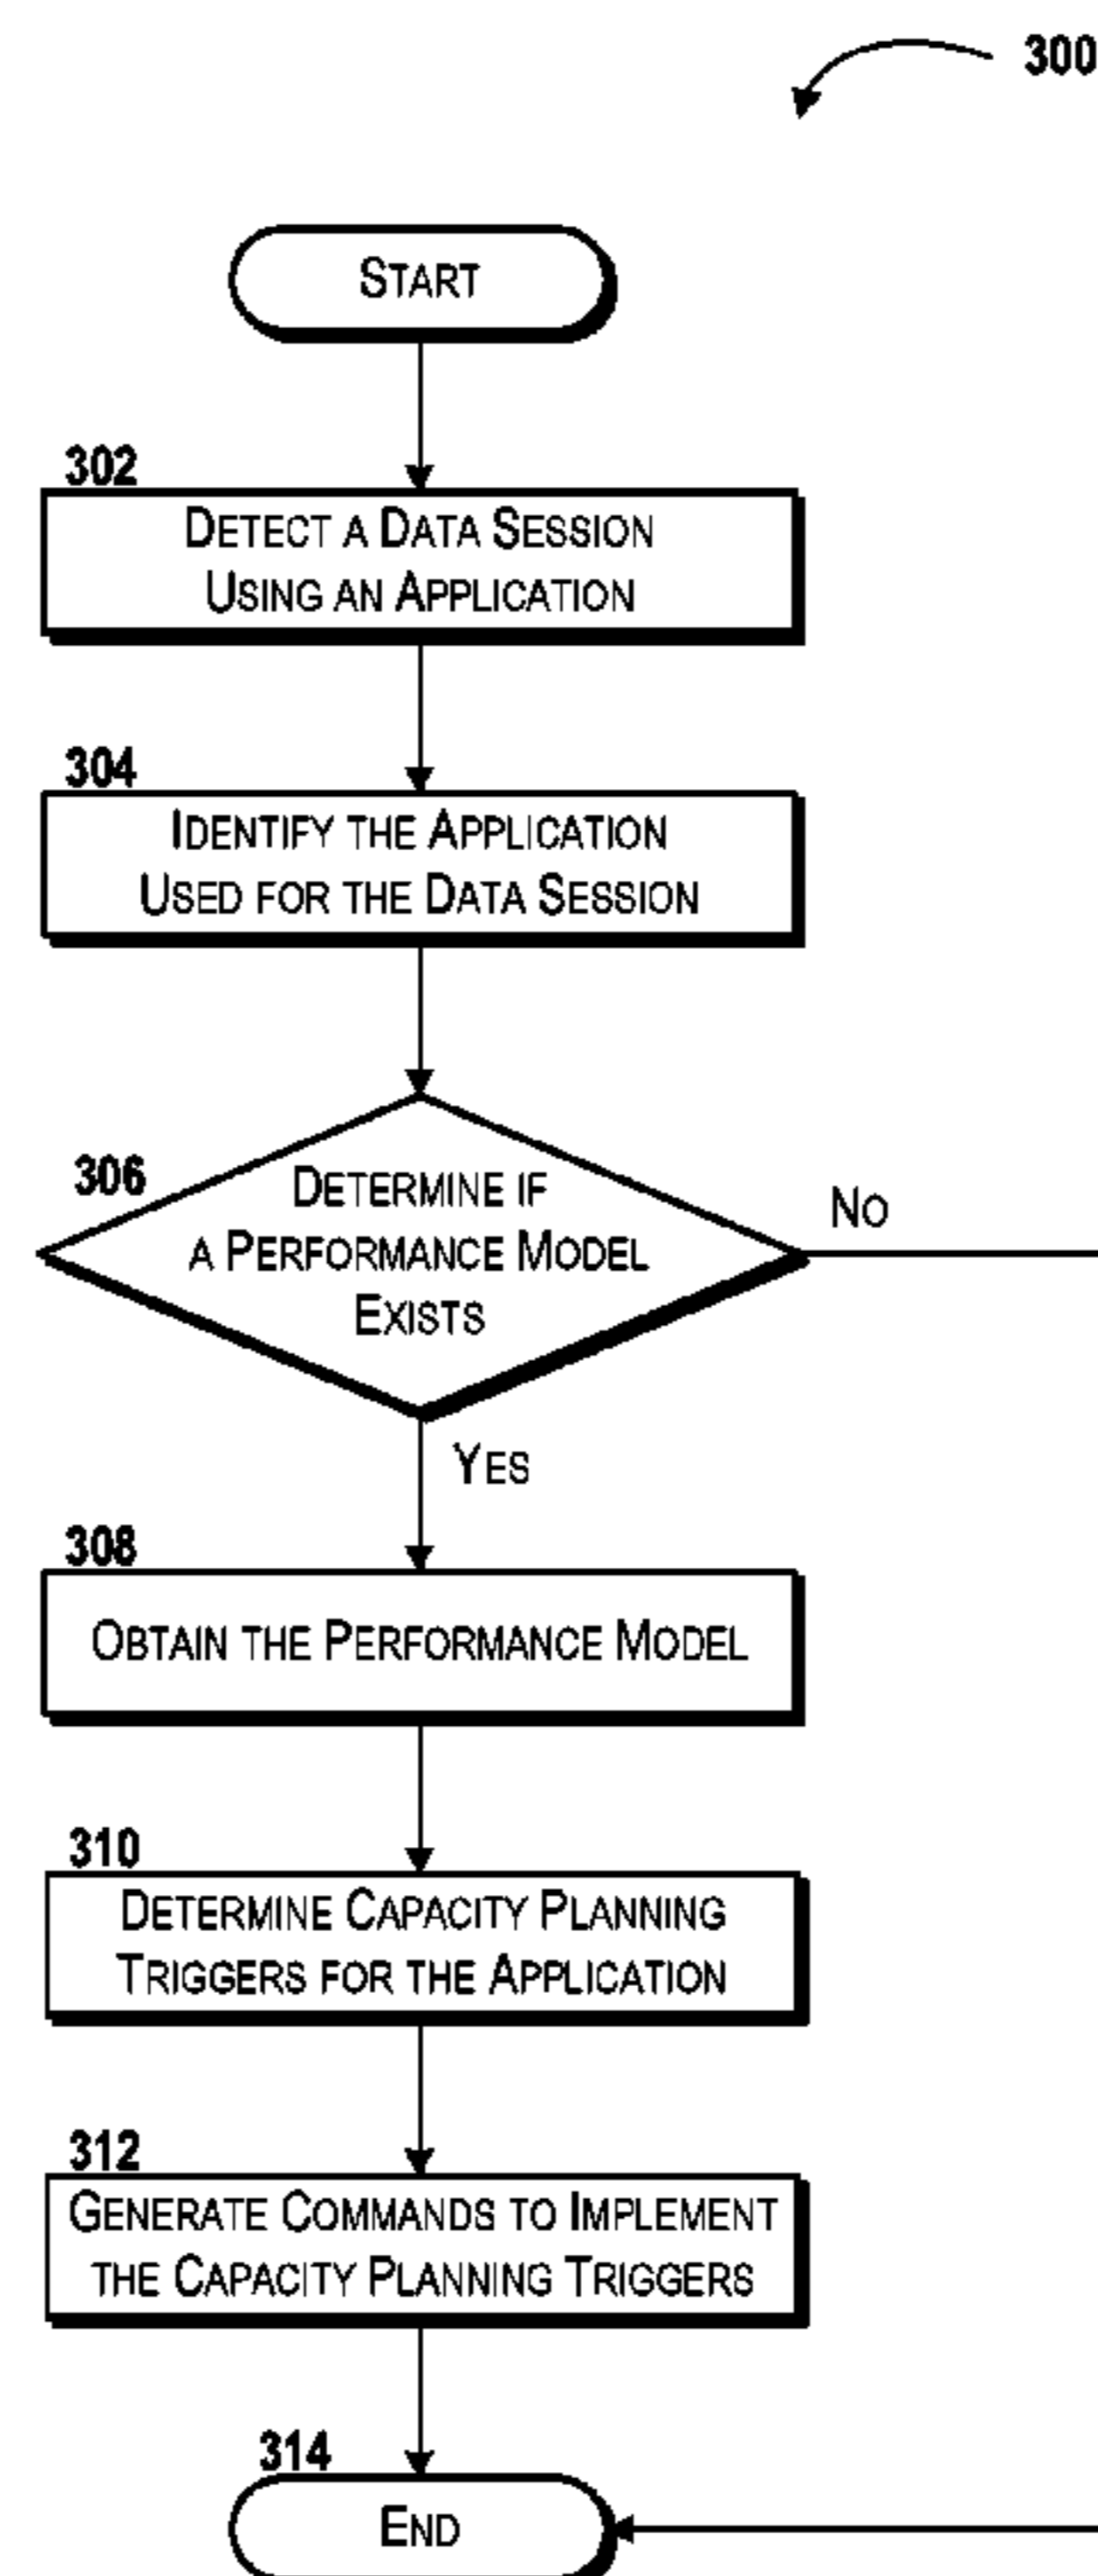 300
START
302
DETECT A DATA SESSION
USING AN APPLICATION
304
IDENTIFY THE APPLICATION
USED FOR THE DATA SESSION
306
DETERMINE IF
A PERFORMANCE MODEL
EXISTS
NO
YES
308
OBTAIN THE PERFORMANCE MODEL
310
DETERMINE CAPACITY PLANNING
TRIGGERS FOR THE APPLICATION
312
GENERATE COMMANDS TO IMPLEMENT
THE CAPACITY PLANNING TRIGGERS
314
END